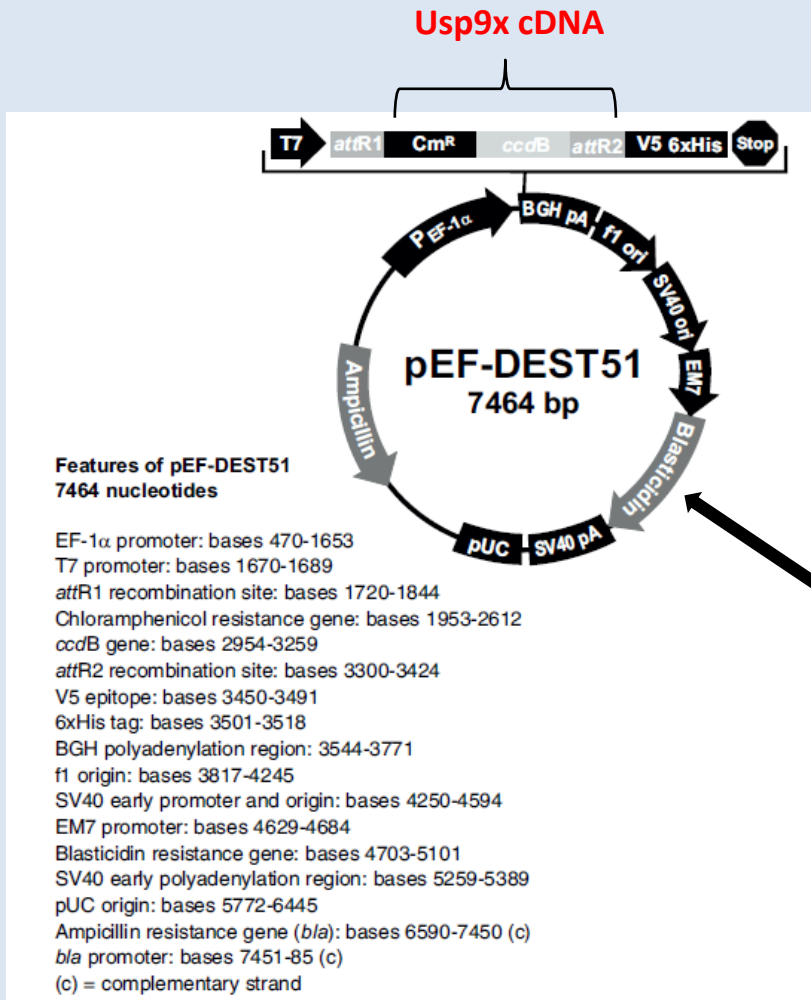 Usp9x cDNA
T7 attR1 CmR ccdB attR2 V5 6xHis Stop
PEF-1α
BGH pA
f1 ori
SV40 ori
EM7
Blasticidin
SV40 pA
pUC
Ampicillin
pEF-DEST51
7464 bp
Features of pEF-DEST51
7464 nucleotides
EF-1α promoter: bases 470-1653
T7 promoter: bases 1670-1689
attR1 recombination site: bases 1720-1844
Chloramphenicol resistance gene: bases 1953-2612
ccdB gene: bases 2954-3259
attR2 recombination site: bases 3300-3424
V5 epitope: bases 3450-3491
6xHis tag: bases 3501-3518
BGH polyadenylation region: 3544-3771
f1 origin: bases 3817-4245
SV40 early promoter and origin: bases 4250-4594
EM7 promoter: bases 4629-4684
Blasticidin resistance gene: bases 4703-5101
SV40 early polyadenylation region: bases 5259-5389
pUC origin: bases 5772-6445
Ampicillin resistance gene (bla): bases 6590-7450 (c)
bla promoter: bases 7451-85 (c)
(c) = complementary strand